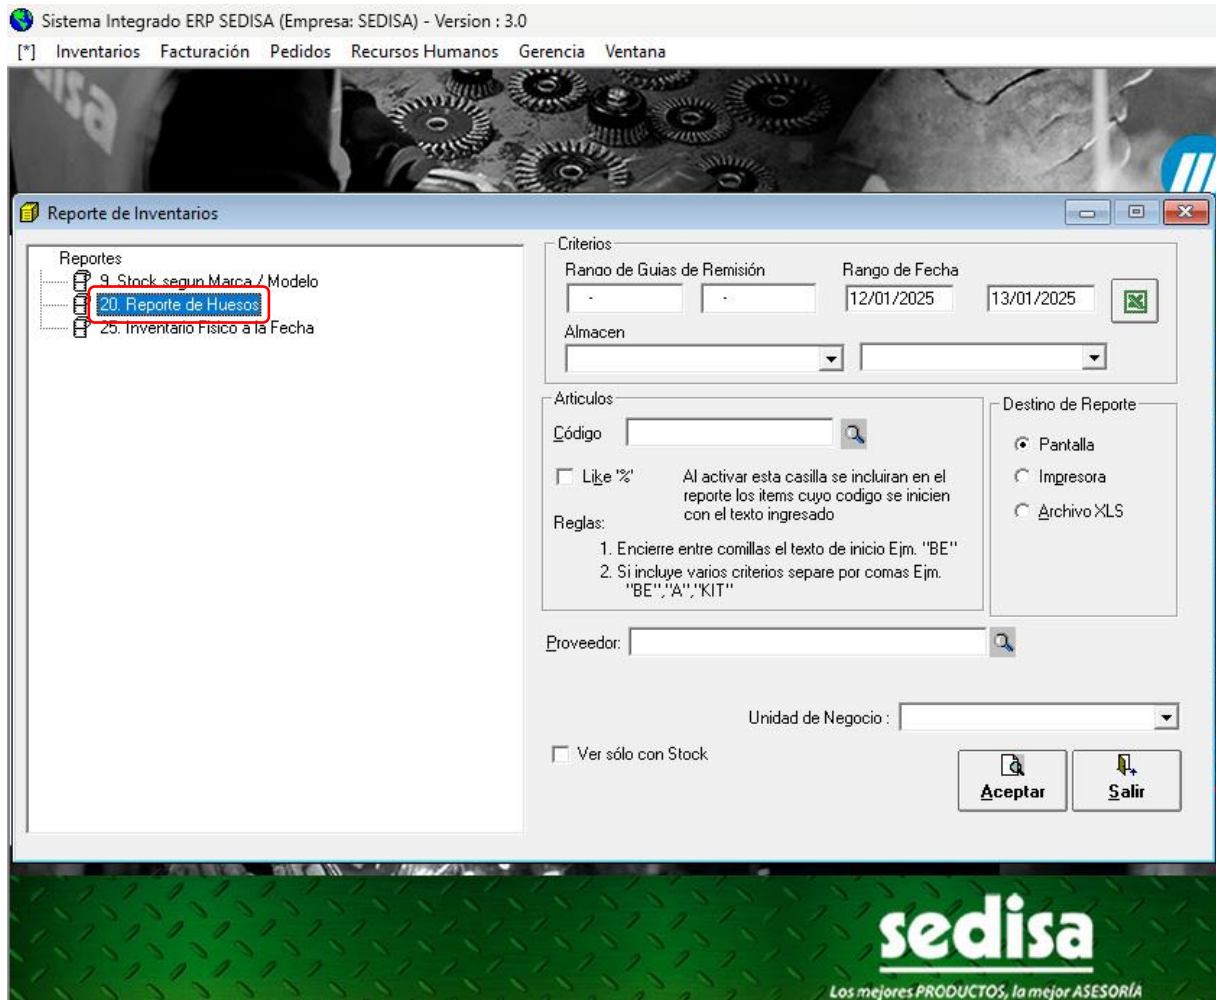 Sistema Integrado ERP SEDISA (Empresa: SEDISA) - Version : 3.0
[*] Inventarios Facturación Pedidos Recursos Humanos Gerencia Ventana
Reporte de Inventarios
Reportes
9. Stock segun Marca / Modelo
20. Reporte de Huesos
25. Inventario Fisico a la Fecha
Criterios
Rango de Guias de Remisión Rango de Fecha
- - 12/01/2025 13/01/2025
Almacen
Articulos
Código
Like '%' Al activar esta casilla se incluiran en el
reporte los items cuyo codigo se inicien
con el texto ingresado
Reglas:
1. Encierre entre comillas el texto de inicio Ejm. "BE"
2. Si incluye varios criterios separe por comas Ejm.
"BE","A","KIT"
Destino de Reporte
Pantalla
Impresora
Archivo XLS
Proveedor:
Unidad de Negocio :
Ver sólo con Stock
Aceptar Salir
sedisa
Los mejores PRODUCTOS, la mejor ASESORÍA